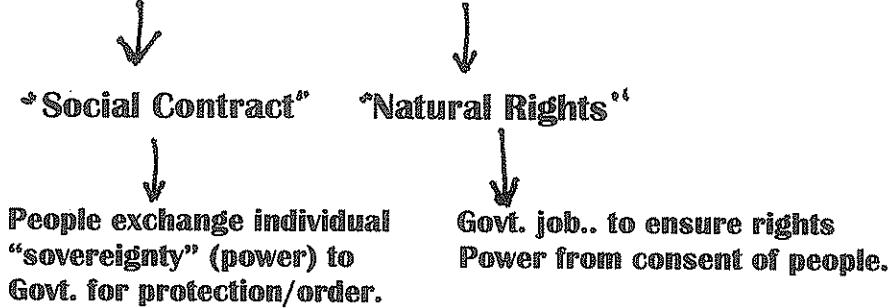 "Social Contract"
"Natural Rights"
People exchange individual
"sovereignty" (power) to
Govt. for protection/order.
Govt. job.. to ensure rights
Power from consent of people.